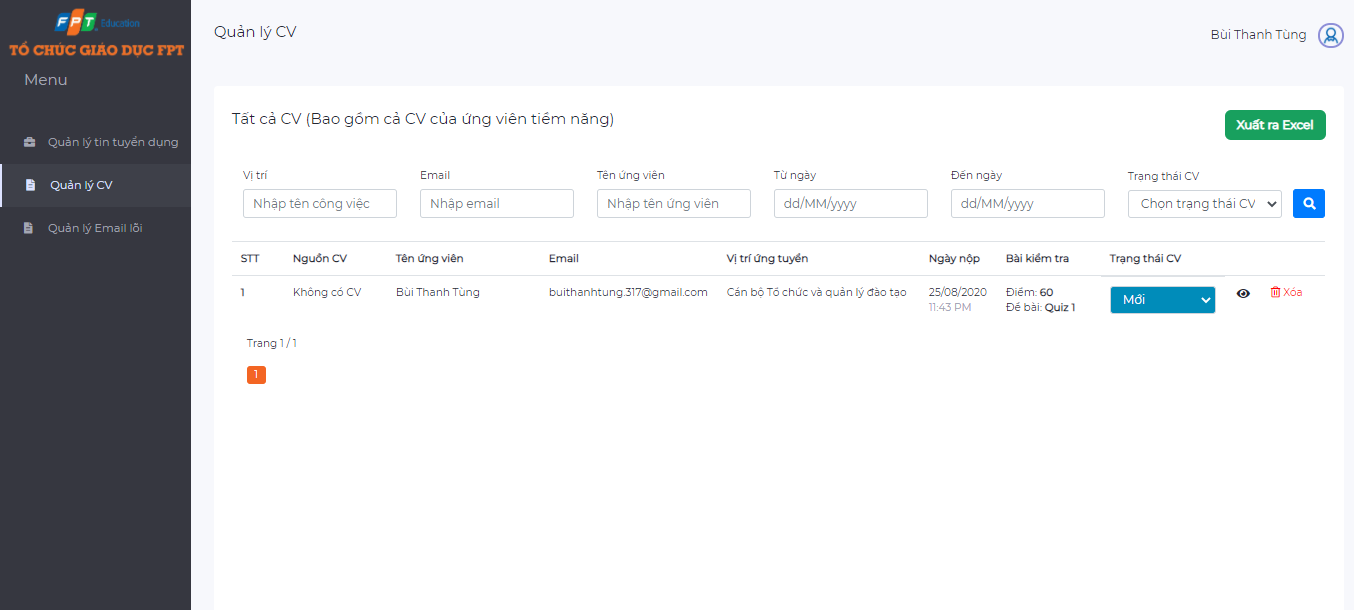 FPT Education
TỔ CHỨC GIÁO DỤC FPT
Menu
Quản lý tin tuyển dụng
Quản lý CV
Quản lý Email lỗi
Quản lý CV
Bùi Thanh Tùng
Tất cả CV (Bao gồm cả CV của ứng viên tiềm năng)
Xuất ra Excel
Vị trí Email Tên ứng viên Từ ngày Đến ngày Trạng thái CV
Nhập tên công việc Nhập email Nhập tên ứng viên dd/MM/yyyy dd/MM/yyyy Chọn trạng thái CV
STT Nguồn CV Tên ứng viên Email Vị trí ứng tuyển Ngày nộp Bài kiểm tra Trạng thái CV
1 Không có CV Bùi Thanh Tùng buithanhtung.317@gmail.com Cán bộ Tổ chức và quản lý đào tạo 25/08/2020 Điểm: 60 Mới Xóa
11:43 PM Đề bài: Quiz 1
Trang 1 / 1
1